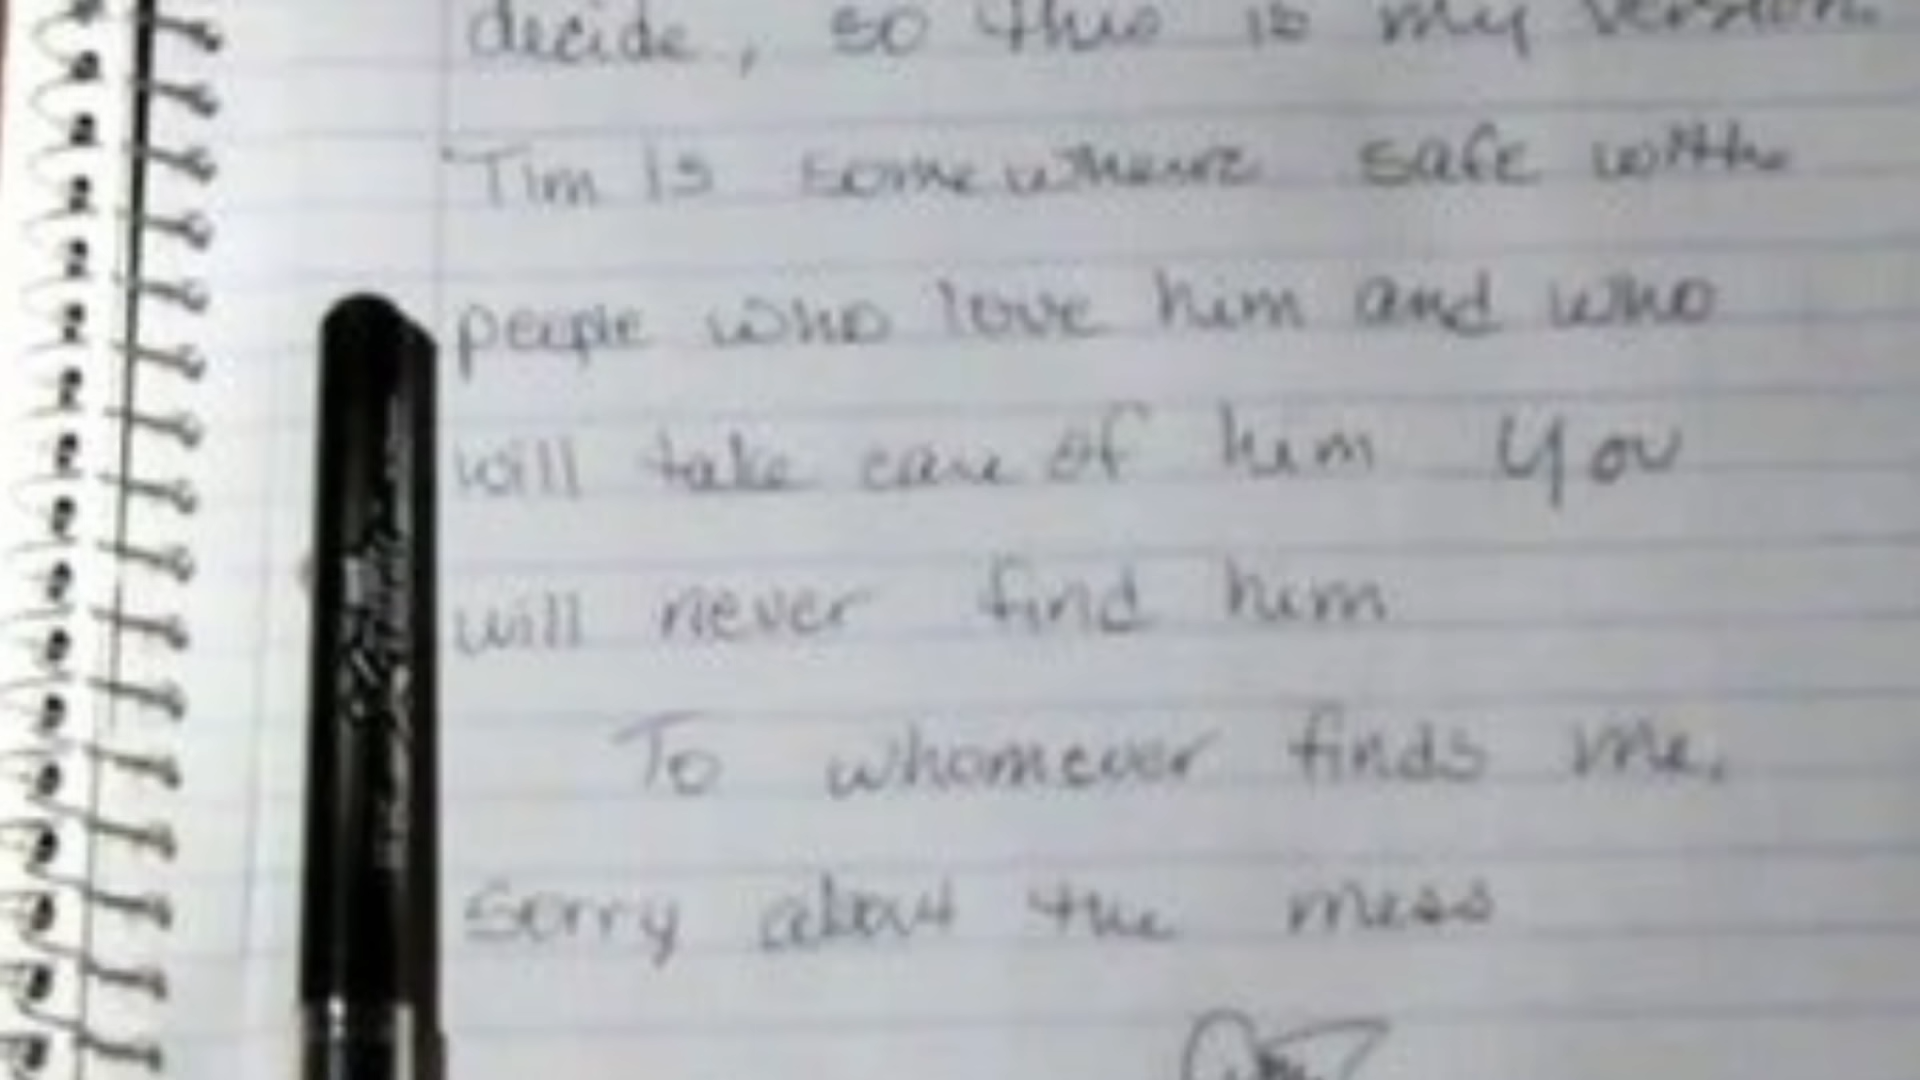 decide, so this is my version.
Tim is somewhere safe with
people who love him and who
will take care of him You
will never find him
To whomever finds me,
Sorry about the mess